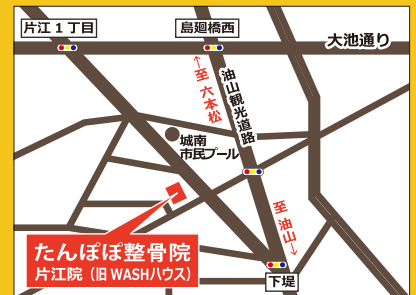 片江1丁目
島廻橋西
大池通り
←至 六本松
油山観光道路
城南
市民プール
至 油山→
たんぽぽ整骨院
片江院（旧WASHハウス）
下堤